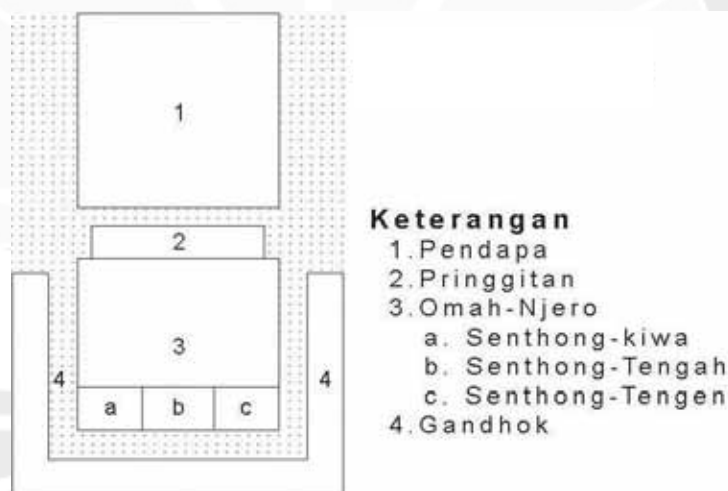 1
2
3
4 4
a b c
Keterangan
1.Pendapa
2.Pringgitan
3.Omah-Njero
a. Senthong-kiwa
b. Senthong-Tengah
c. Senthong-Tengen
4.Gandhok